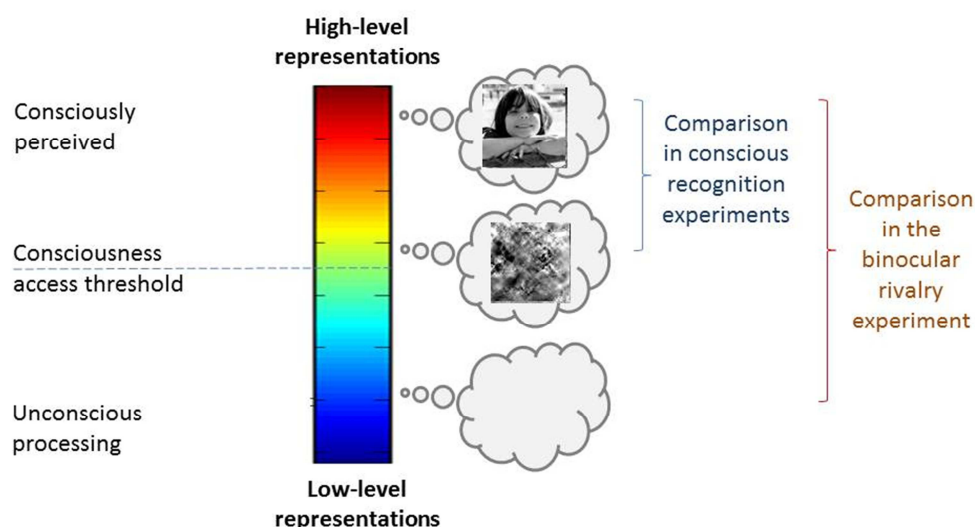 High-level
representations
Consciously
perceived
Comparison
in conscious
recognition
experiments
Comparison
in the
binocular
rivalry
experiment
Consciousness
access threshold
Unconscious
processing
Low-level
representations